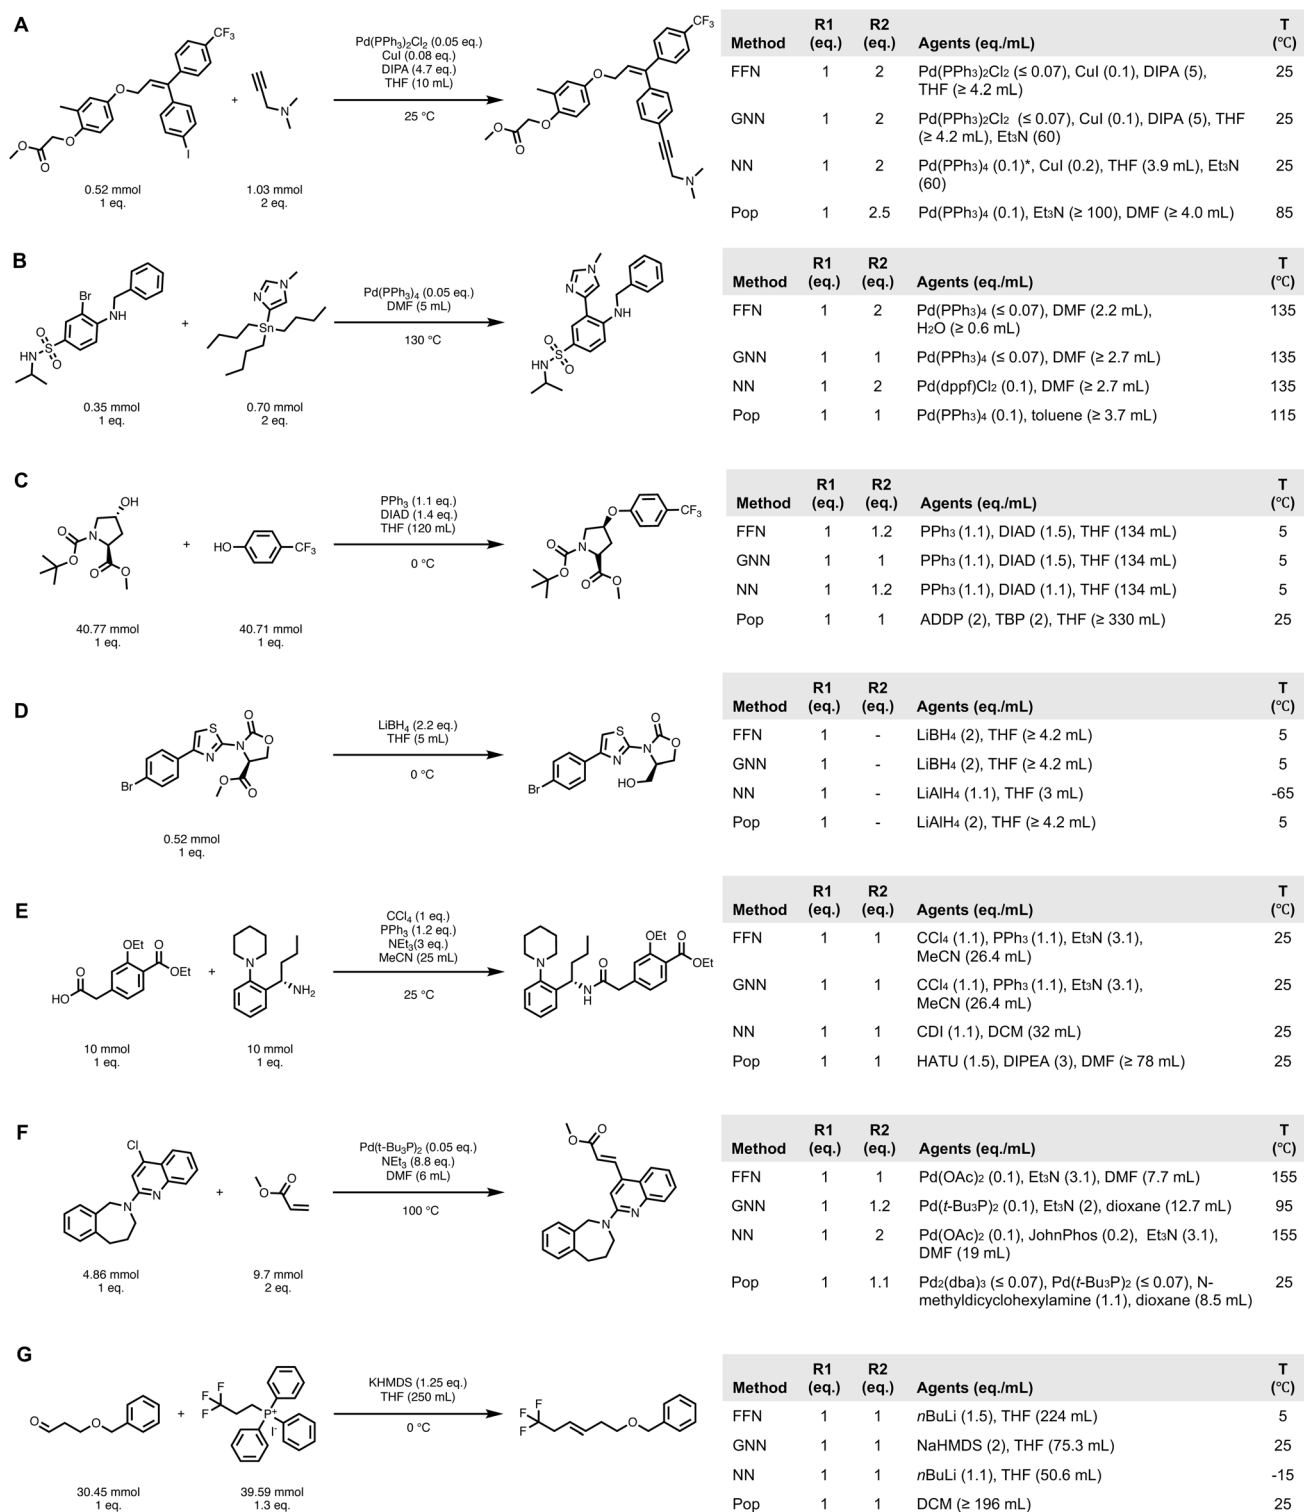 A
Pd(PPh3)2Cl2 (0.05 eq.)
CuI (0.08 eq.)
DIPA (4.7 eq.)
THF (10 mL)
25 °C
CF3
O
O
O
O
I
+
N
CF3
O
O
O
O
N
0.52 mmol
1 eq.
1.03 mmol
2 eq.
Method R1 (eq.) R2 (eq.) Agents (eq./mL) T (°C)
FFN 1 2 Pd(PPh3)2Cl2 (≤ 0.07), CuI (0.1), DIPA (5), 25
THF (≥ 4.2 mL)
GNN 1 2 Pd(PPh3)2Cl2 (≤ 0.07), CuI (0.1), DIPA (5), THF 25
(≥ 4.2 mL), Et3N (60)
NN 1 2 Pd(PPh3)4 (0.1)*, CuI (0.2), THF (3.9 mL), Et3N 25
(60)
Pop 1 2.5 Pd(PPh3)4 (0.1), Et3N (≥ 100), DMF (≥ 4.0 mL) 85
B
Pd(PPh3)4 (0.05 eq.)
DMF (5 mL)
130 °C
Br
NH
O
S
O
HN
+
N
N
Sn
N
N
NH
O
S
O
HN
0.35 mmol
1 eq.
0.70 mmol
2 eq.
Method R1 (eq.) R2 (eq.) Agents (eq./mL) T (°C)
FFN 1 2 Pd(PPh3)4 (≤ 0.07), DMF (2.2 mL), 135
H2O (≥ 0.6 mL)
GNN 1 1 Pd(PPh3)4 (≤ 0.07), DMF (≥ 2.7 mL) 135
NN 1 2 Pd(dppf)Cl2 (0.1), DMF (≥ 2.7 mL) 135
Pop 1 1 Pd(PPh3)4 (0.1), toluene (≥ 3.7 mL) 115
C
PPh3 (1.1 eq.)
DIAD (1.4 eq.)
THF (120 mL)
0 °C
OH
O
N
O
O
O
+
HO
CF3
O
CF3
O
N
O
O
O
40.77 mmol
1 eq.
40.71 mmol
1 eq.
Method R1 (eq.) R2 (eq.) Agents (eq./mL) T (°C)
FFN 1 1.2 PPh3 (1.1), DIAD (1.5), THF (134 mL) 5
GNN 1 1 PPh3 (1.1), DIAD (1.5), THF (134 mL) 5
NN 1 1.2 PPh3 (1.1), DIAD (1.1), THF (134 mL) 5
Pop 1 1 ADDP (2), TBP (2), THF (≥ 330 mL) 25
D
LiBH4 (2.2 eq.)
THF (5 mL)
0 °C
S
O
N
O
N
Br
O
O
S
O
N
O
N
Br
HO
0.52 mmol
1 eq.
Method R1 (eq.) R2 (eq.) Agents (eq./mL) T (°C)
FFN 1 - LiBH4 (2), THF (≥ 4.2 mL) 5
GNN 1 - LiBH4 (2), THF (≥ 4.2 mL) 5
NN 1 - LiAlH4 (1.1), THF (3 mL) -65
Pop 1 - LiAlH4 (2), THF (≥ 4.2 mL) 5
E
CCl4 (1 eq.)
PPh3 (1.2 eq.)
NEt3(3 eq.)
MeCN (25 mL)
25 °C
OEt
O
OEt
O
HO
+
N
NH2
N
N
H
O
OEt
O
OEt
10 mmol
1 eq.
10 mmol
1 eq.
Method R1 (eq.) R2 (eq.) Agents (eq./mL) T (°C)
FFN 1 1 CCl4 (1.1), PPh3 (1.1), Et3N (3.1), 25
MeCN (26.4 mL)
GNN 1 1 CCl4 (1.1), PPh3 (1.1), Et3N (3.1), 25
MeCN (26.4 mL)
NN 1 1 CDI (1.1), DCM (32 mL) 25
Pop 1 1 HATU (1.5), DIPEA (3), DMF (≥ 78 mL) 25
F
Pd(t-Bu3P)2 (0.05 eq.)
NEt3 (8.8 eq.)
DMF (6 mL)
100 °C
Cl
N
N
+
O
O
O
O
N
N
4.86 mmol
1 eq.
9.7 mmol
2 eq.
Method R1 (eq.) R2 (eq.) Agents (eq./mL) T (°C)
FFN 1 1 Pd(OAc)2 (0.1), Et3N (3.1), DMF (7.7 mL) 155
GNN 1 1.2 Pd(t-Bu3P)2 (0.1), Et3N (2), dioxane (12.7 mL) 95
NN 1 2 Pd(OAc)2 (0.1), JohnPhos (0.2), Et3N (3.1), 155
DMF (19 mL)
Pop 1 1.1 Pd2(dba)3 (≤ 0.07), Pd(t-Bu3P)2 (≤ 0.07), N- 25
methyldicyclohexylamine (1.1), dioxane (8.5 mL)
G
KHMDS (1.25 eq.)
THF (250 mL)
0 °C
O
O
+
F
F
F
P+
I-
F
F
F
O
30.45 mmol
1 eq.
39.59 mmol
1.3 eq.
Method R1 (eq.) R2 (eq.) Agents (eq./mL) T (°C)
FFN 1 1 nBuLi (1.5), THF (224 mL) 5
GNN 1 1 NaHMDS (2), THF (75.3 mL) 25
NN 1 1 nBuLi (1.1), THF (50.6 mL) -15
Pop 1 1 DCM (≥ 196 mL) 25